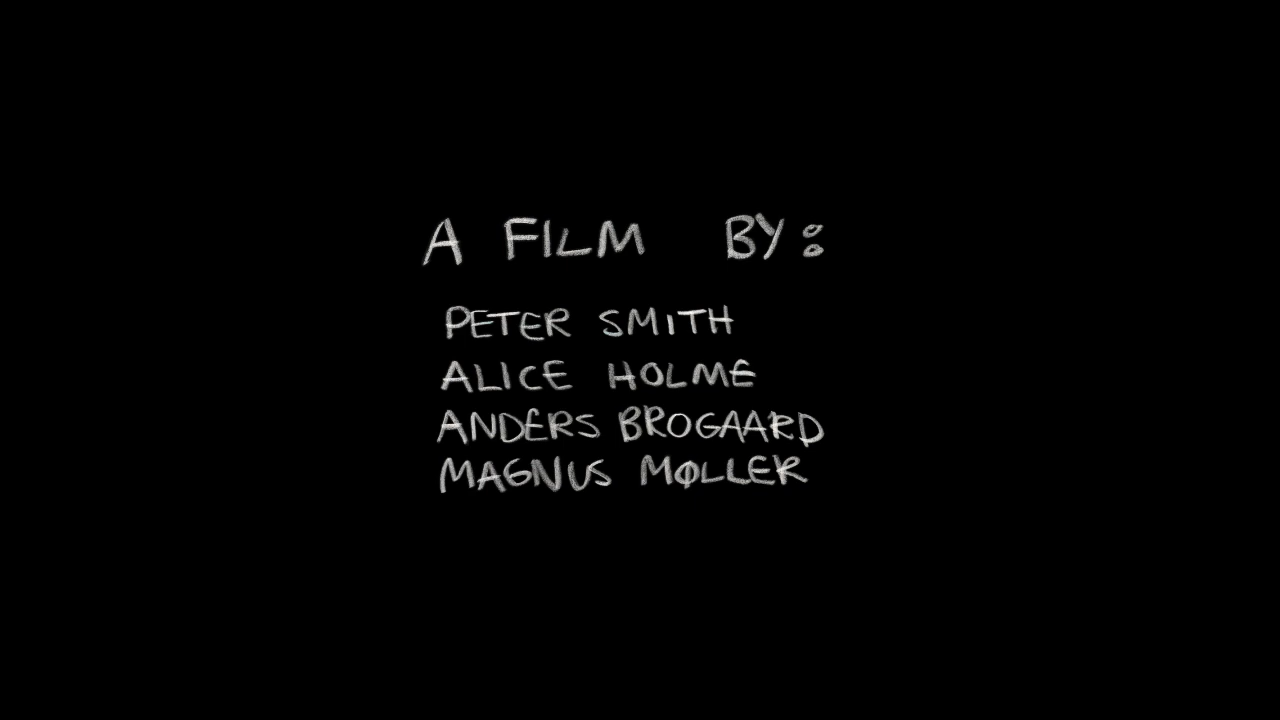 A FILM BY:
PETER SMITH
ALICE HOLME
ANDERS BROGAARD
MAGNUS MØLLER